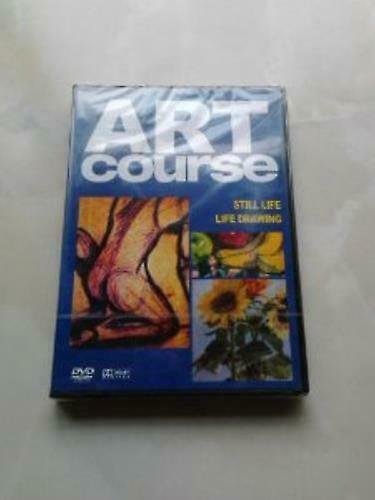 ART
course
STILL LIFE
LIFE DRAWING
DVD